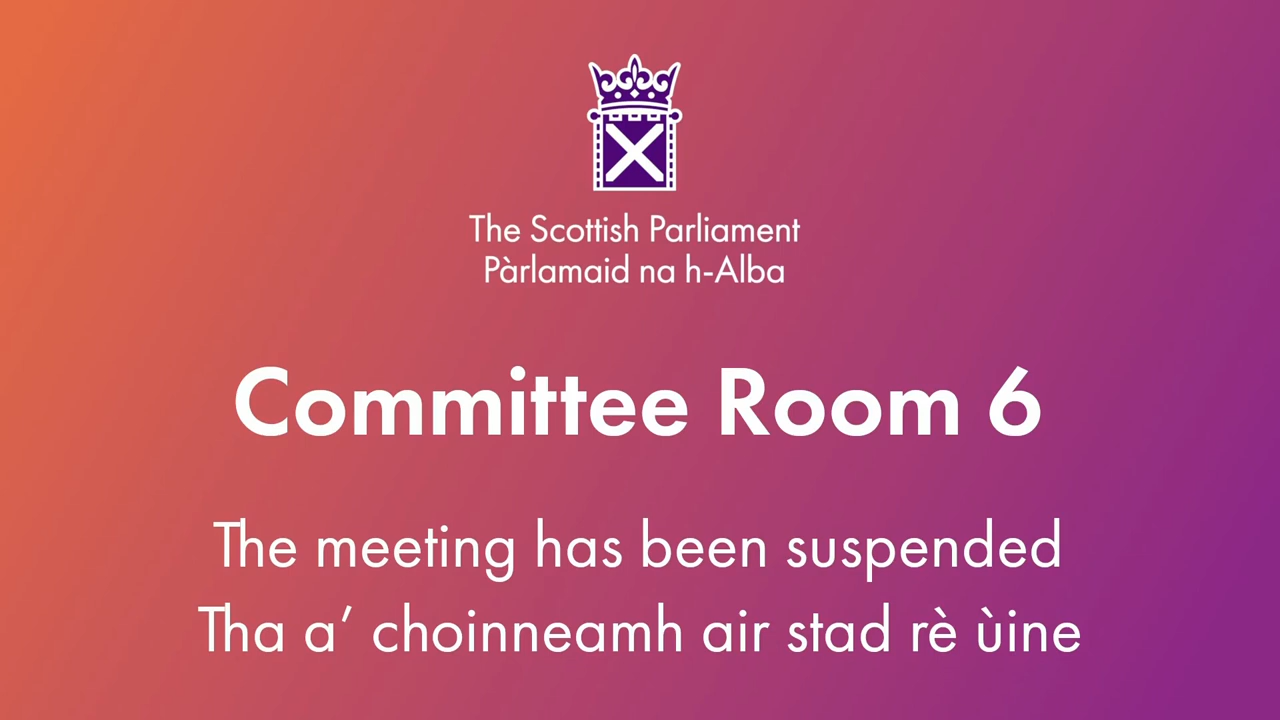 The Scottish Parliament
Pàrlamaid na h-Alba
Committee Room 6
The meeting has been suspended
Tha a’ choinneamh air stad rè ùine